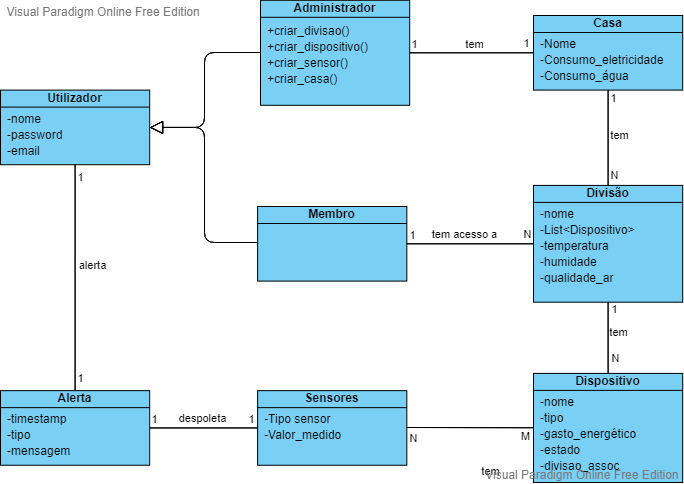 Visual Paradigm Online Free Edition
Administrador
+criar_divisao()
+criar_dispositivo()
+criar_sensor()
+criar_casa()
1
tem
1
Casa
-Nome
-Consumo_eletricidade
-Consumo_água
1
tem
N
Utilizador
-nome
-password
-email
1
alerta
1
Membro
1
tem acesso a
N
Divisão
-nome
-List<Dispositivo>
-temperatura
-humidade
-qualidade_ar
1
tem
N
Alerta
-timestamp
-tipo
-mensagem
1
despoleta
1
Sensores
-Tipo sensor
-Valor_medido
N
M
tem
Dispositivo
-nome
-tipo
-gasto_energético
-estado
-divisao_assoc
Visual Paradigm Online Free Edition